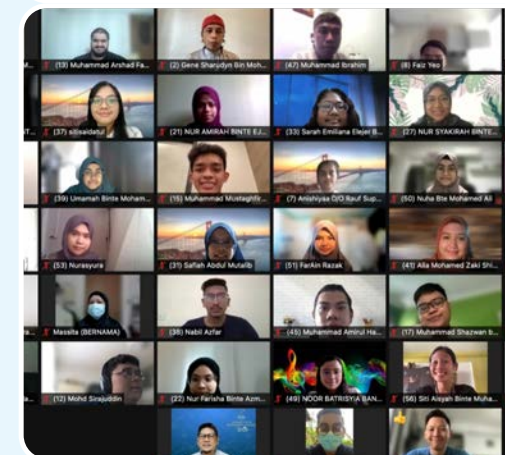 (13) Muhammad Arshad Fa...
(2) Gene Sharudyn Bin Moh...
(47) Muhammad Ibrahim
(8) Faiz Yeo
(37) sitisaidatul
(21) NUR AMIRAH BINTE EJ...
(33) Sarah Emiliana Elejer B...
(27) NUR SYAKIRAH BINTE...
(39) Umamah Binte Moham...
(15) Muhammad Mustaghfir...
(7) Anishiyaa D/O Rauf Sup...
(50) Nuha Bte Mohamed Ali
(53) Nurasyura
(31) Safiah Abdul Mutalib
(51) FarAin Razak
(41) Alia Mohamed Zaki Shi...
Massita (BERNAMA)
(38) Nabil Azfar
(45) Muhammad Amirul Ha...
(17) Muhammad Shazwan b...
(12) Mohd Sirajuddin
(22) Nur Farisha Binte Azm...
(49) NOOR BATRISYIA BAN...
(56) Siti Aisyah Binte Muha...